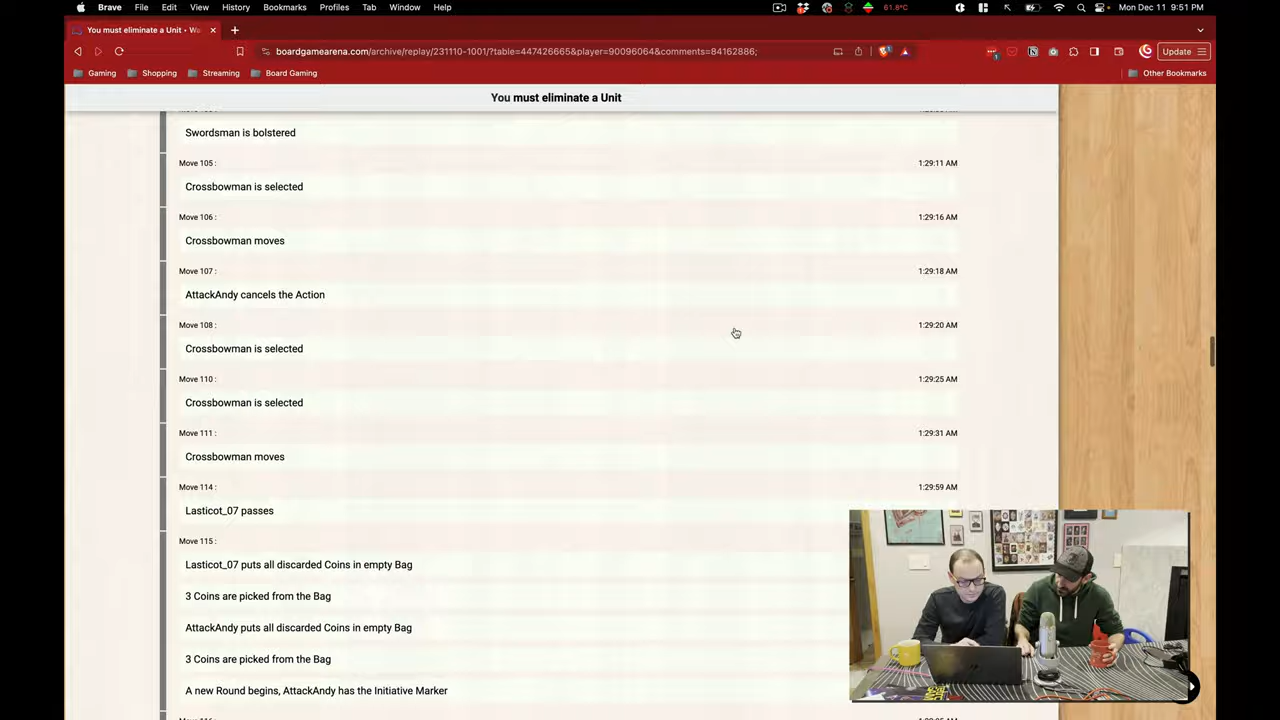 Brave File Edit View History Bookmarks Profiles Tab Window Help
61.8°C
Mon Dec 11 9:51 PM
You must eliminate a Unit • Wa
boardgamearena.com/archive/replay/231110-1001/?table=447426665&player=90096064&comments=84162886;
Update
Gaming Shopping Streaming Board Gaming
Other Bookmarks
You must eliminate a Unit
Swordsman is bolstered
Move 105 : 1:29:11 AM
Crossbowman is selected
Move 106 : 1:29:16 AM
Crossbowman moves
Move 107 : 1:29:18 AM
AttackAndy cancels the Action
Move 108 : 1:29:20 AM
Crossbowman is selected
Move 110 : 1:29:25 AM
Crossbowman is selected
Move 111 : 1:29:31 AM
Crossbowman moves
Move 114 : 1:29:59 AM
Lasticot_07 passes
Move 115 :
Lasticot_07 puts all discarded Coins in empty Bag
3 Coins are picked from the Bag
AttackAndy puts all discarded Coins in empty Bag
3 Coins are picked from the Bag
A new Round begins, AttackAndy has the Initiative Marker